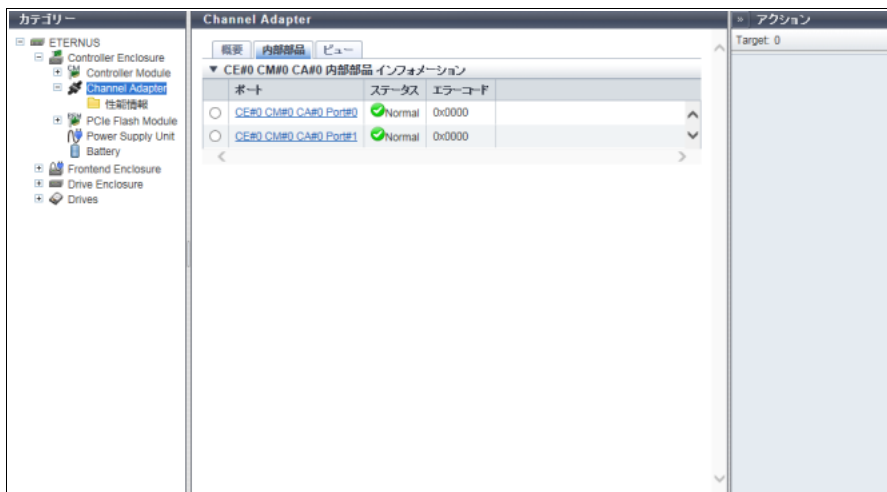 カテゴリー
ETERNUS
Controller Enclosure
Controller Module
Channel Adapter
性能情報
PCIe Flash Module
Power Supply Unit
Battery
Frontend Enclosure
Drive Enclosure
Drives
Channel Adapter
概要 内部部品 ビュー
▼ CE#0 CM#0 CA#0 内部部品 インフォメーション
ポート ステータス エラーコード
CE#0 CM#0 CA#0 Port#0 Normal 0x0000
CE#0 CM#0 CA#0 Port#1 Normal 0x0000
» アクション
Target: 0